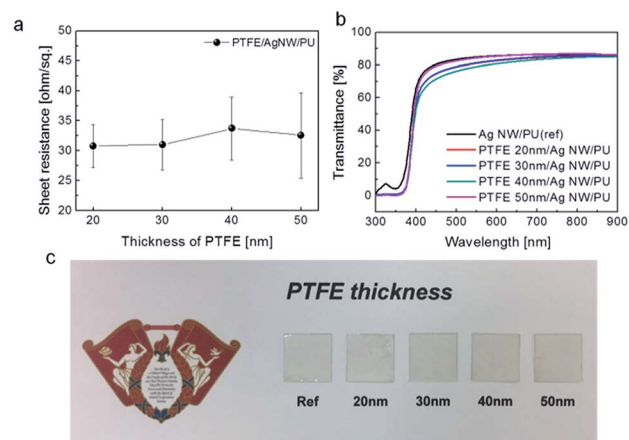 a
PTFE/AgNW/PU
Sheet resistance [ohm/sq.]
50
45
40
35
30
25
20
20 30 40 50
Thickness of PTFE [nm]
b
Transmittance [%]
100
80
60
40
20
0
Ag NW/PU(ref)
PTFE 20nm/Ag NW/PU
PTFE 30nm/Ag NW/PU
PTFE 40nm/Ag NW/PU
PTFE 50nm/Ag NW/PU
300 400 500 600 700 800 900
Wavelength [nm]
c
PTFE thickness
Ref 20nm 30nm 40nm 50nm